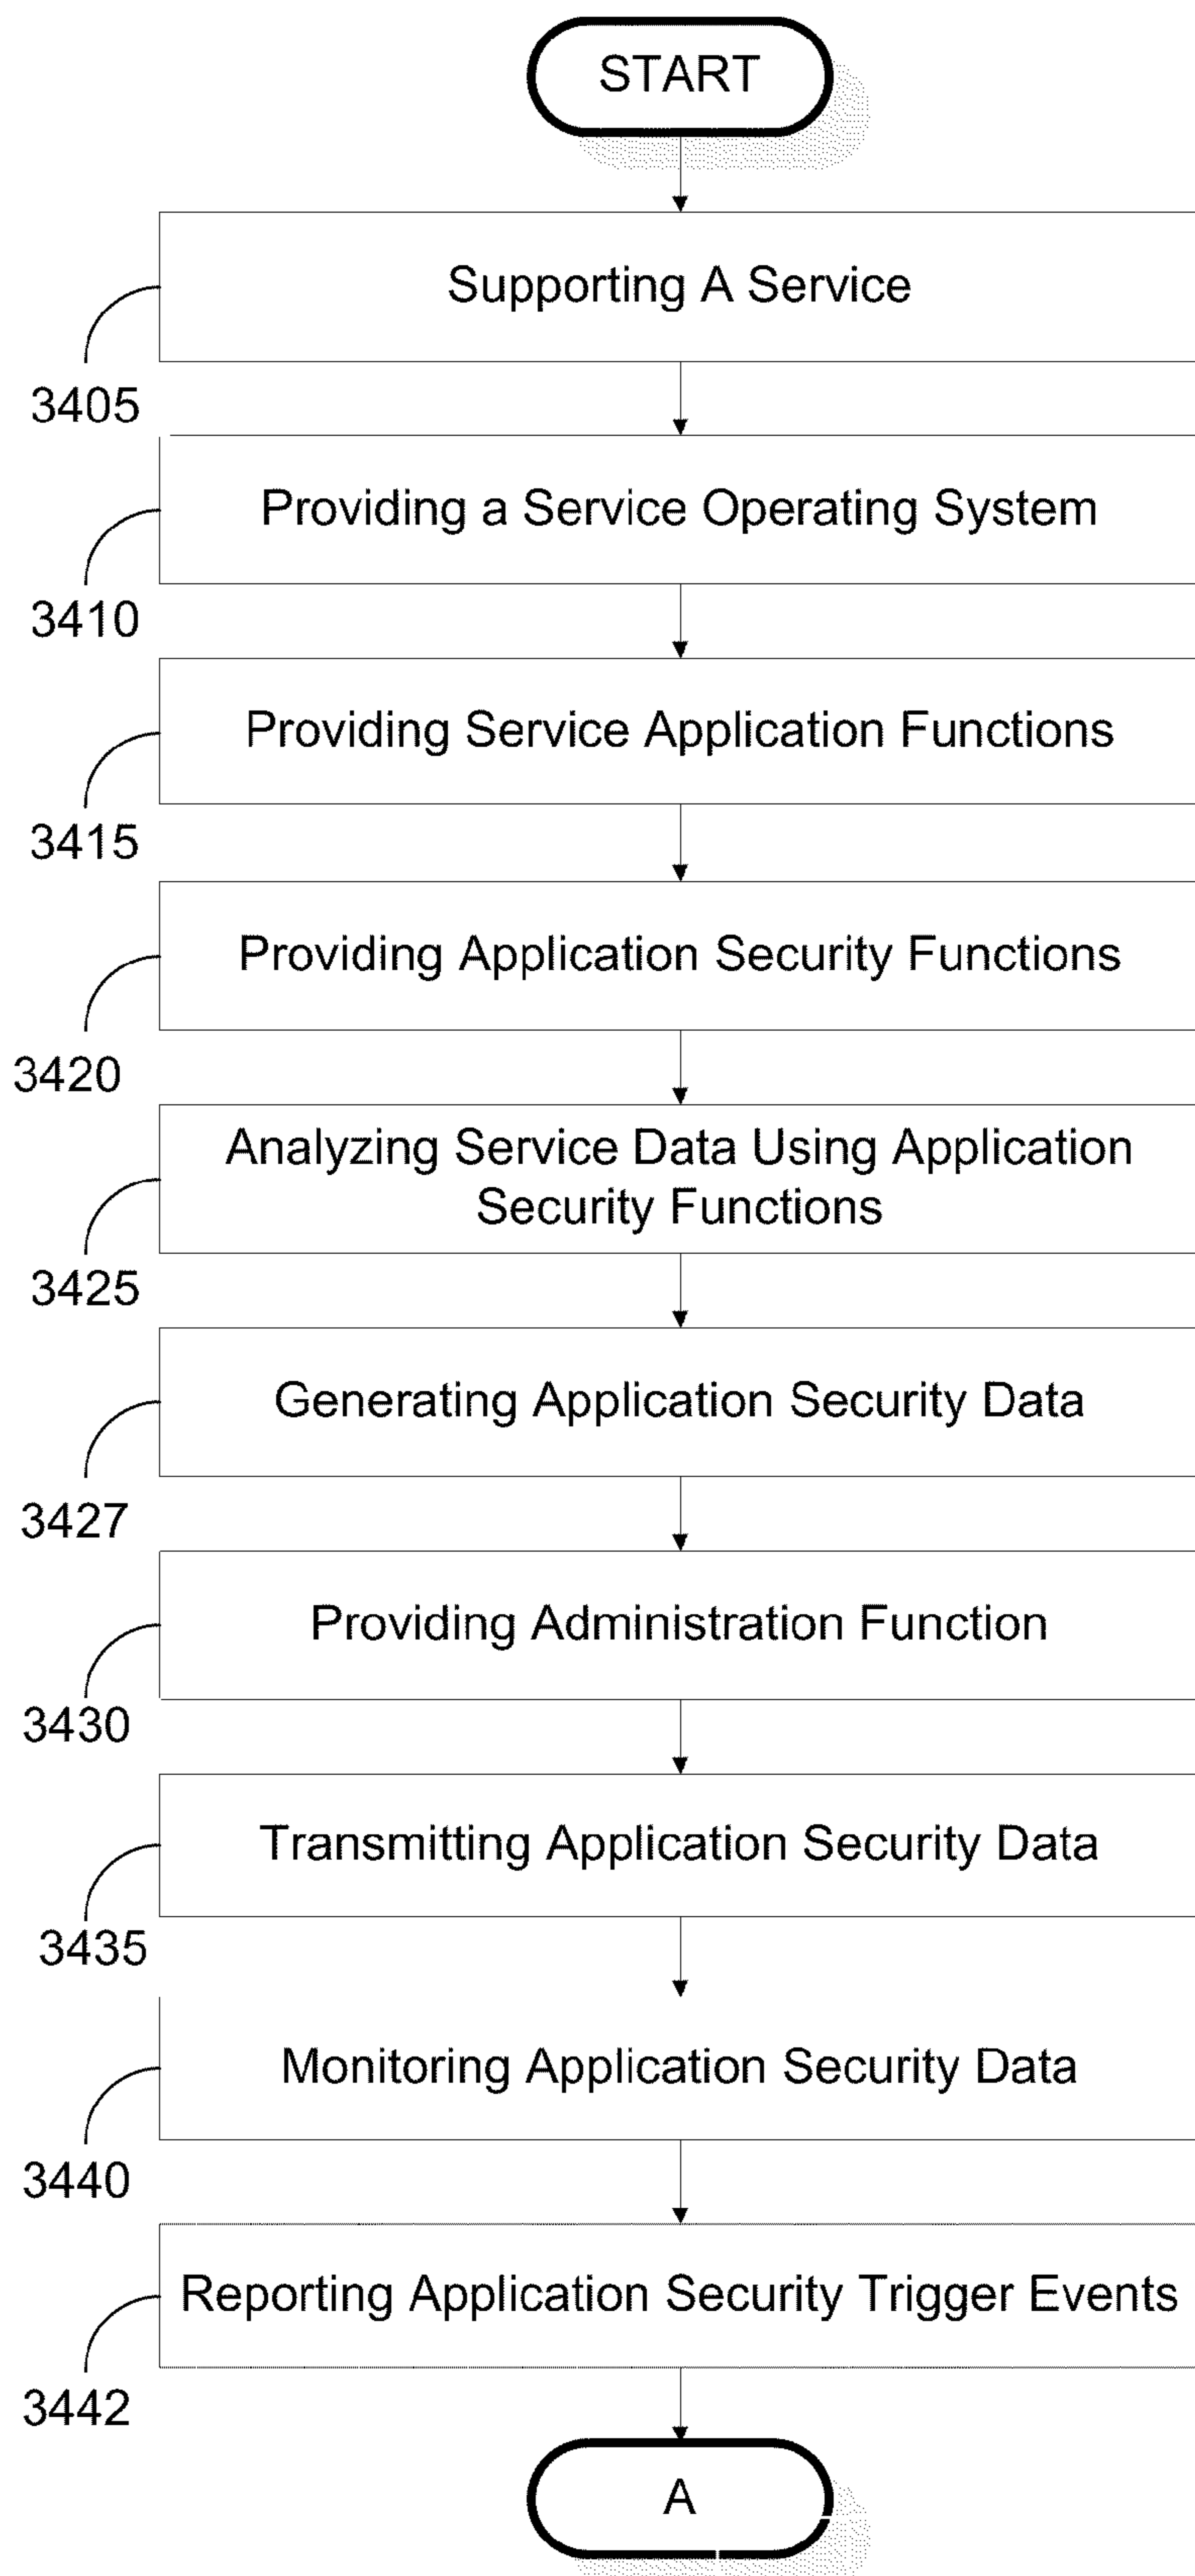 START
Supporting A Service
3405
Providing a Service Operating System
3410
Providing Service Application Functions
3415
Providing Application Security Functions
3420
Analyzing Service Data Using Application
Security Functions
3425
Generating Application Security Data
3427
Providing Administration Function
3430
Transmitting Application Security Data
3435
Monitoring Application Security Data
3440
Reporting Application Security Trigger Events
3442
A